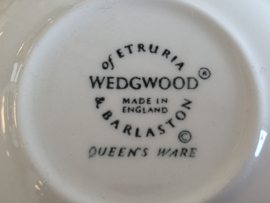 of ETRURIA
WEDGWOOD ®
MADE IN
ENGLAND
& BARLASTON
©
QUEEN'S WARE